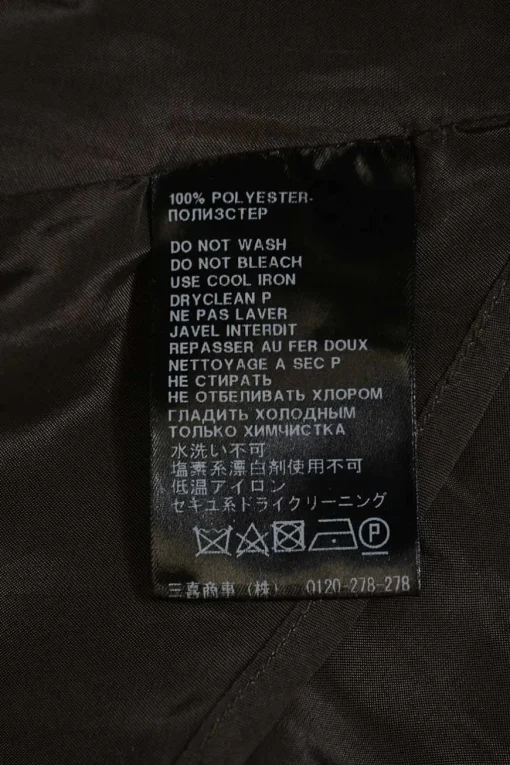 100% POLYESTER-
ПОЛИЗСТЕР
DO NOT WASH
DO NOT BLEACH
USE COOL IRON
DRYCLEAN P
NE PAS LAVER
JAVEL INTERDIT
REPASSER AU FER DOUX
NETTOYAGE A SEC P
НЕ СТИРАТЬ
НЕ ОТБЕЛИВАТЬ ХЛОРОМ
ГЛАДИТЬ ХОЛОДНЫМ
ТОЛЬКО ХИМЧИСТКА
水洗い不可
塩素系漂白剤使用不可
低温アイロン
セキユ系ドライクリーニング
P
三喜商事（株） 0120-278-278